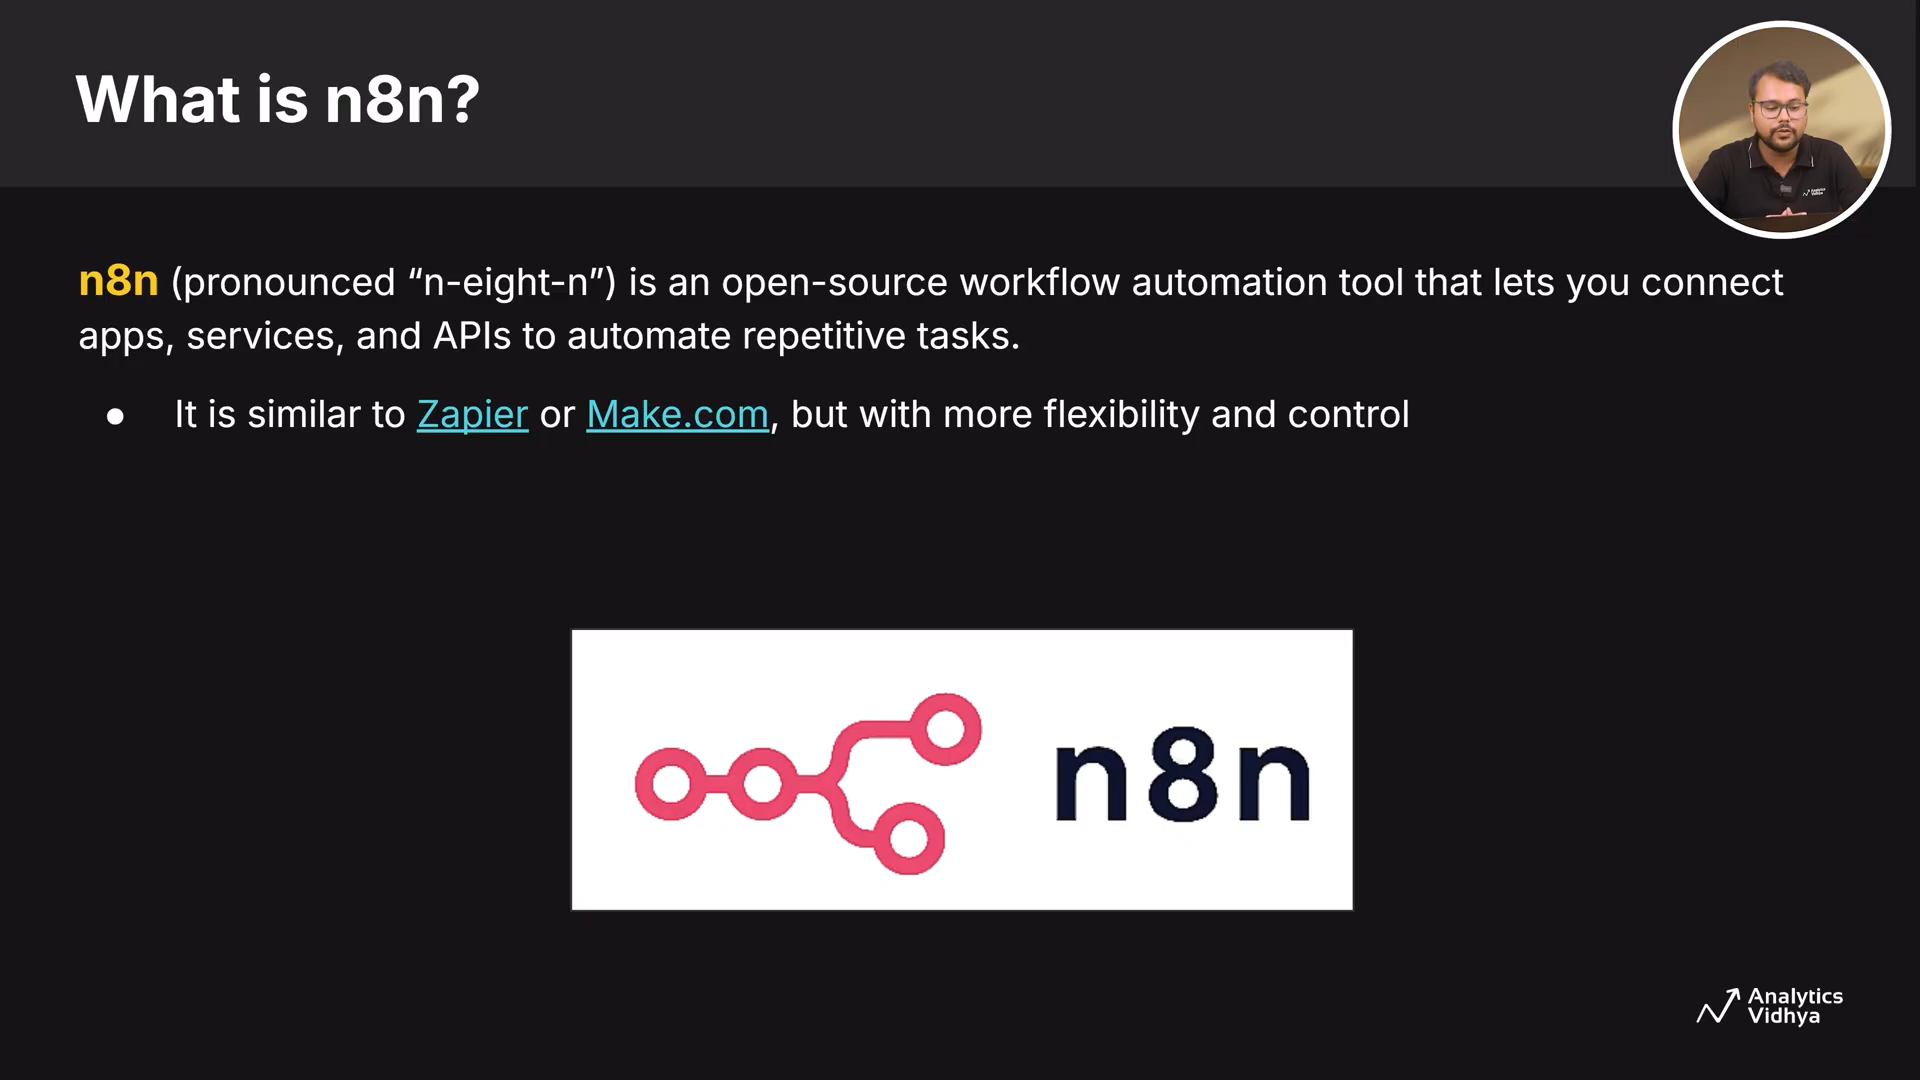 What is n8n?
n8n (pronounced “n-eight-n”) is an open-source workflow automation tool that lets you connect
apps, services, and APIs to automate repetitive tasks.
● It is similar to Zapier or Make.com, but with more flexibility and control
n8n
Analytics
Vidhya